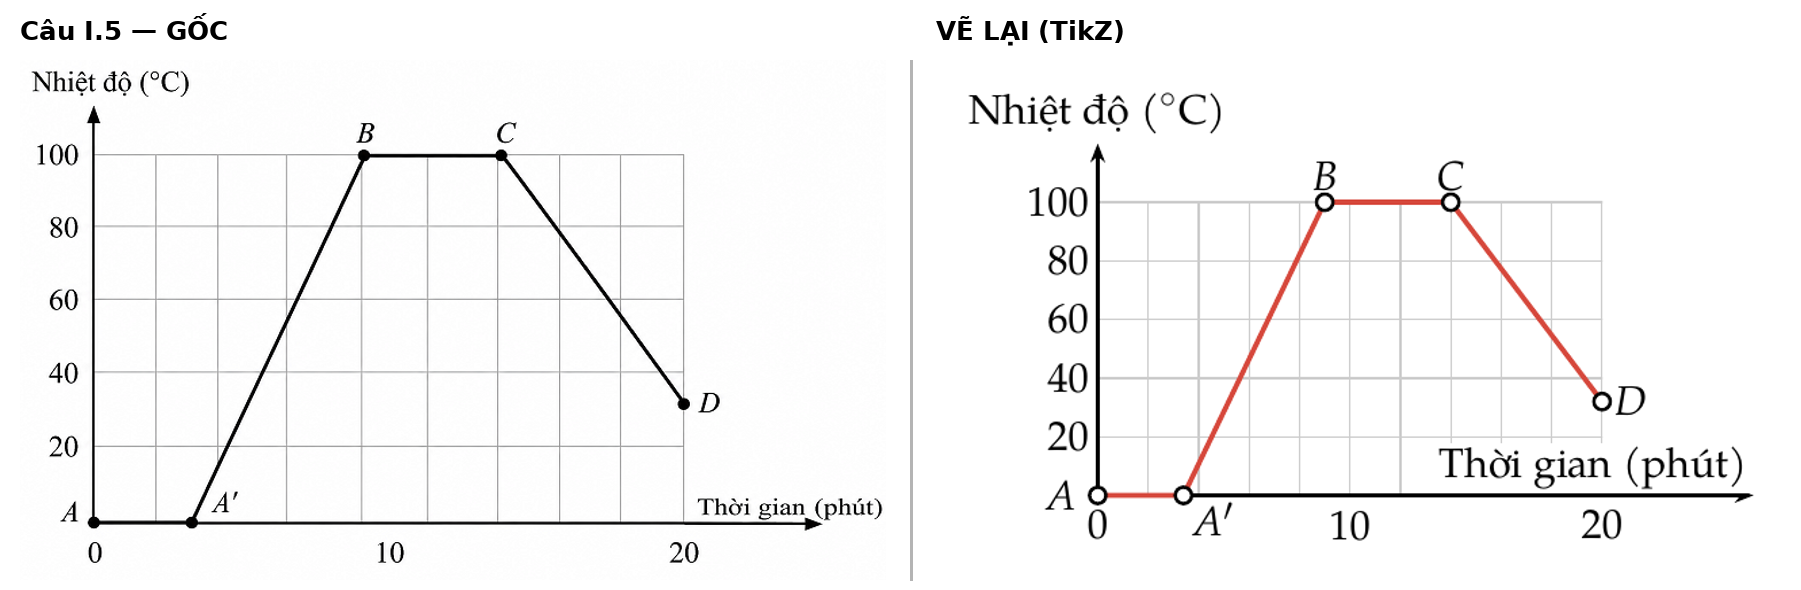 Câu I.5 — GỐC
Nhiệt độ (°C)
B
C
100
80
60
40
D
20
A
A′
Thời gian (phút)
0
10
20
VẼ LẠI (TikZ)
Nhiệt độ (°C)
B
C
100
80
60
40
D
20
Thời gian (phút)
A
0
A′
10
20